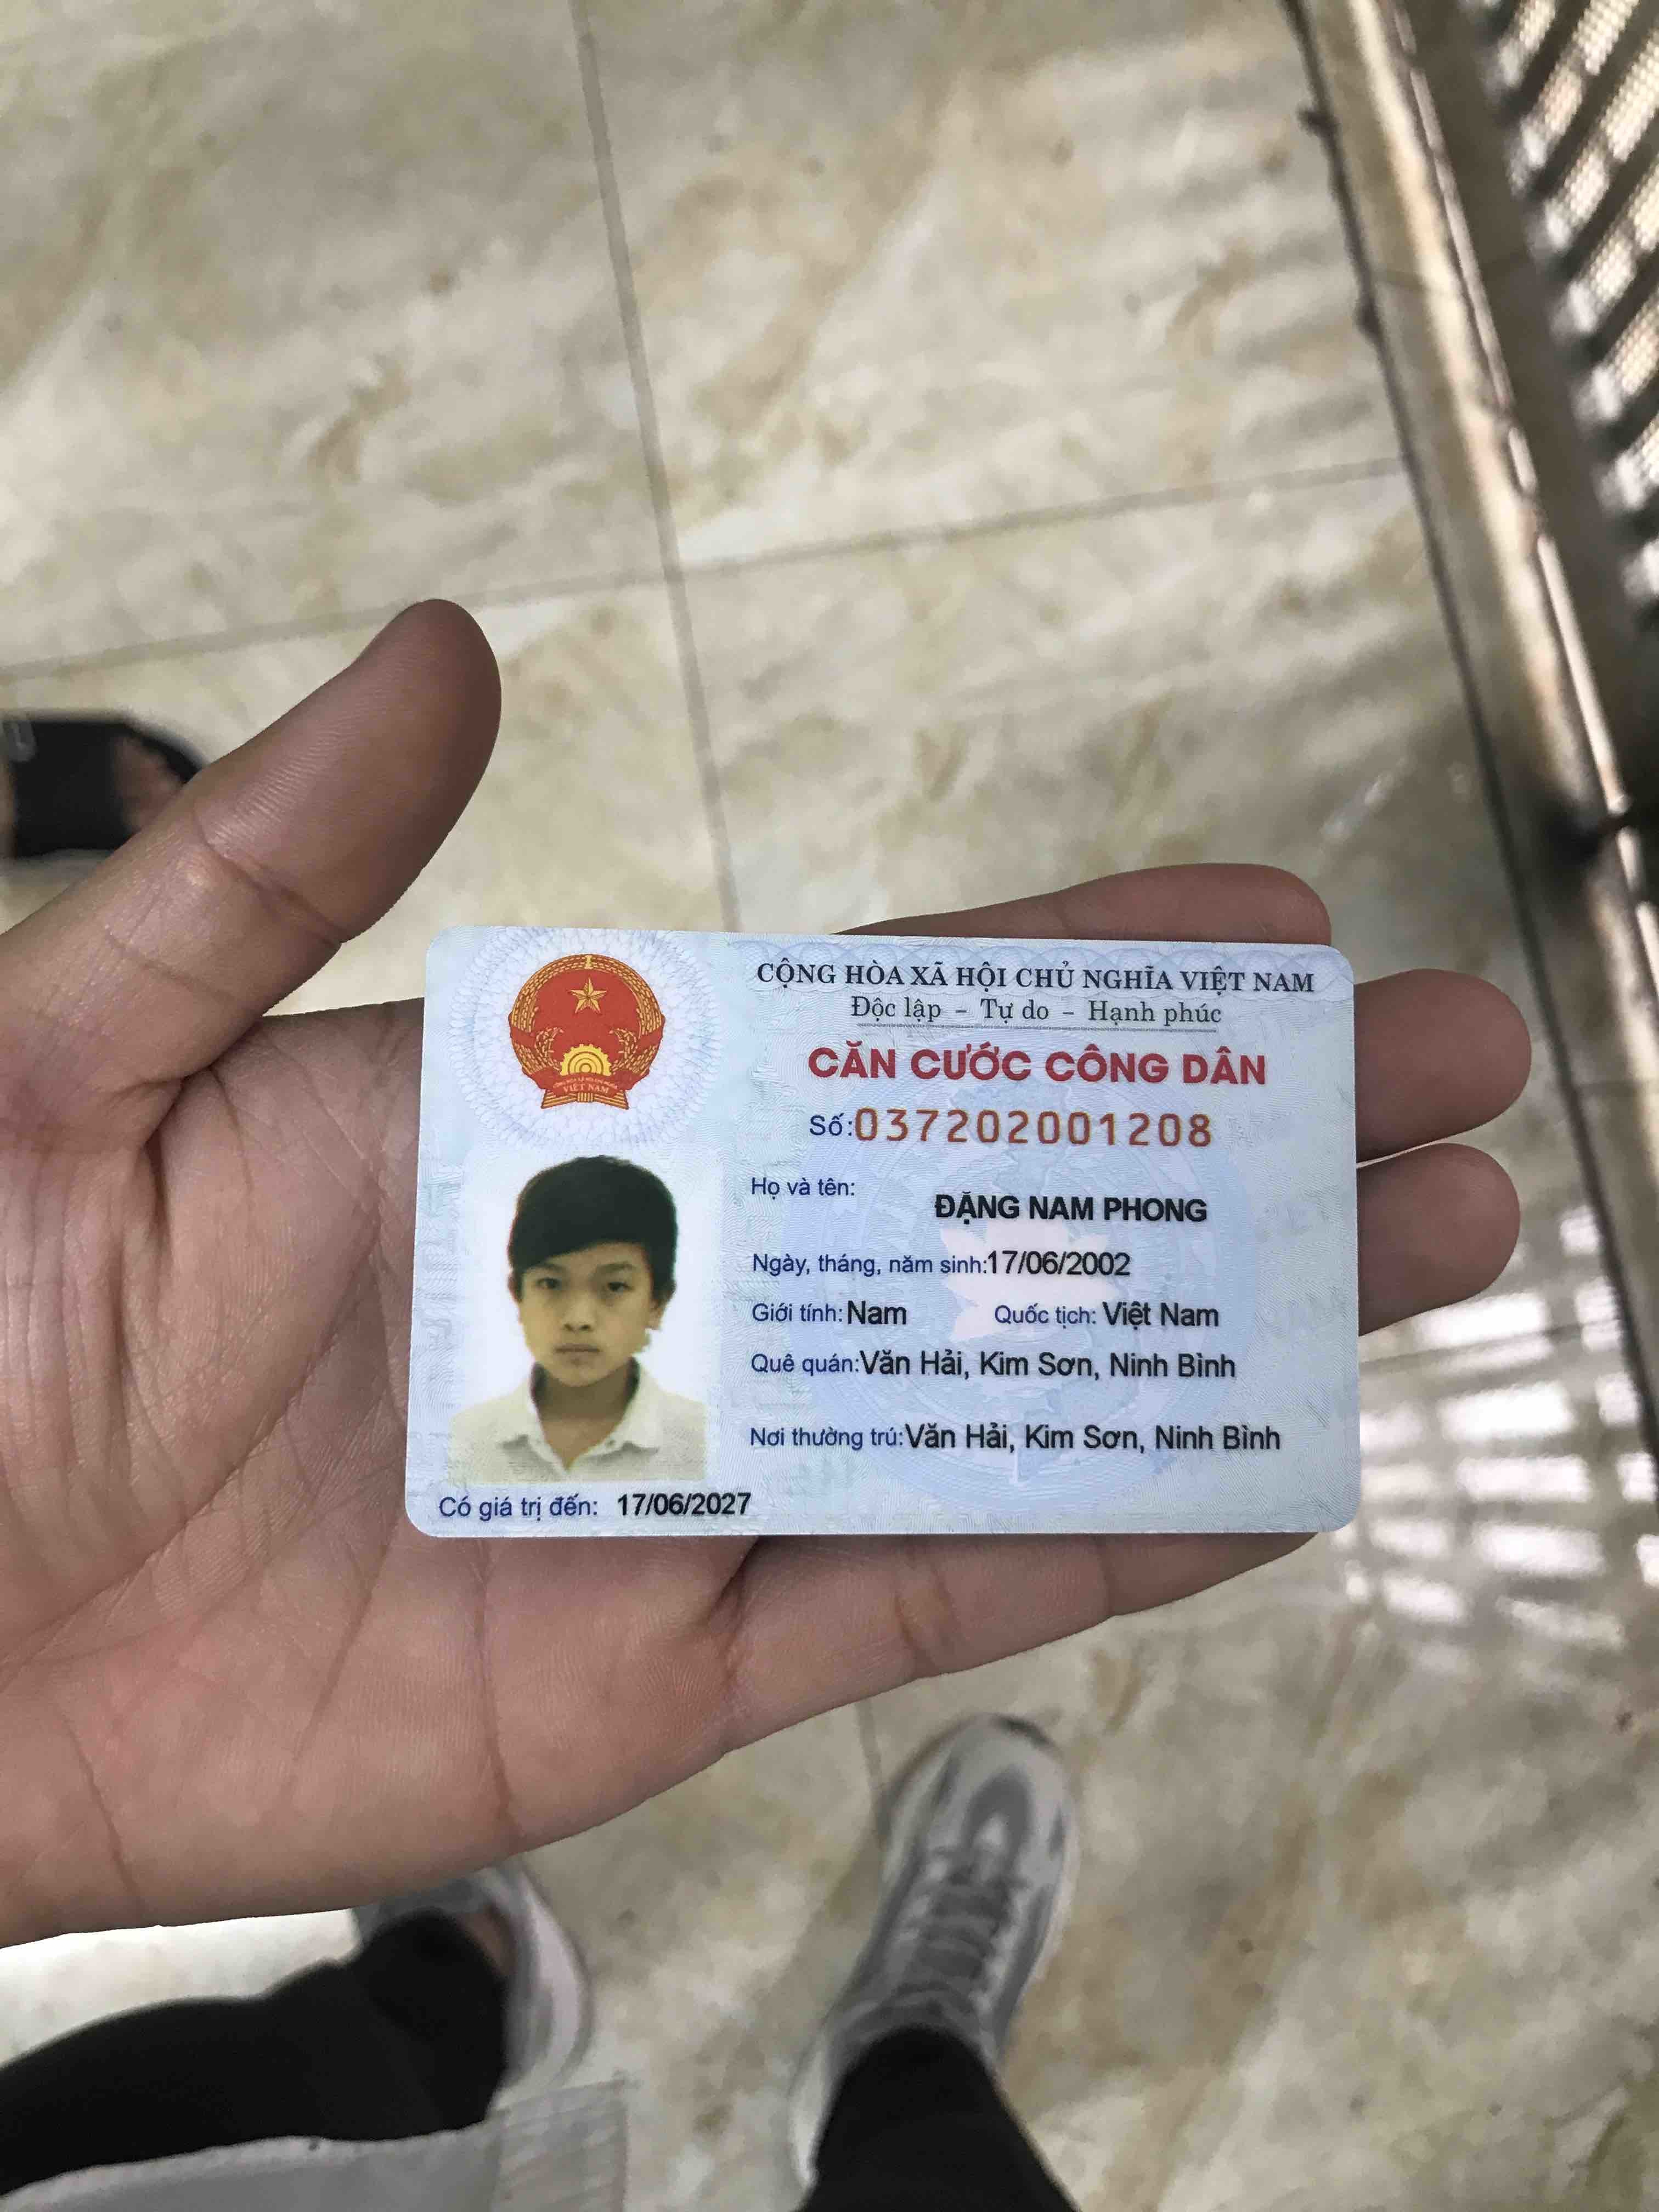 CỘNG HÒA XÃ HỘI CHỦ NGHĨA VIỆT NAM
Độc lập – Tự do – Hạnh phúc
CĂN CƯỚC CÔNG DÂN
Số:037202001208
Họ và tên:
ĐẶNG NAM PHONG
Ngày, tháng, năm sinh:17/06/2002
Giới tính: Nam Quốc tịch: Việt Nam
Quê quán:Văn Hải, Kim Sơn, Ninh Bình
Nơi thường trú:Văn Hải, Kim Sơn, Ninh Bình
Có giá trị đến: 17/06/2027
VIỆT NAM